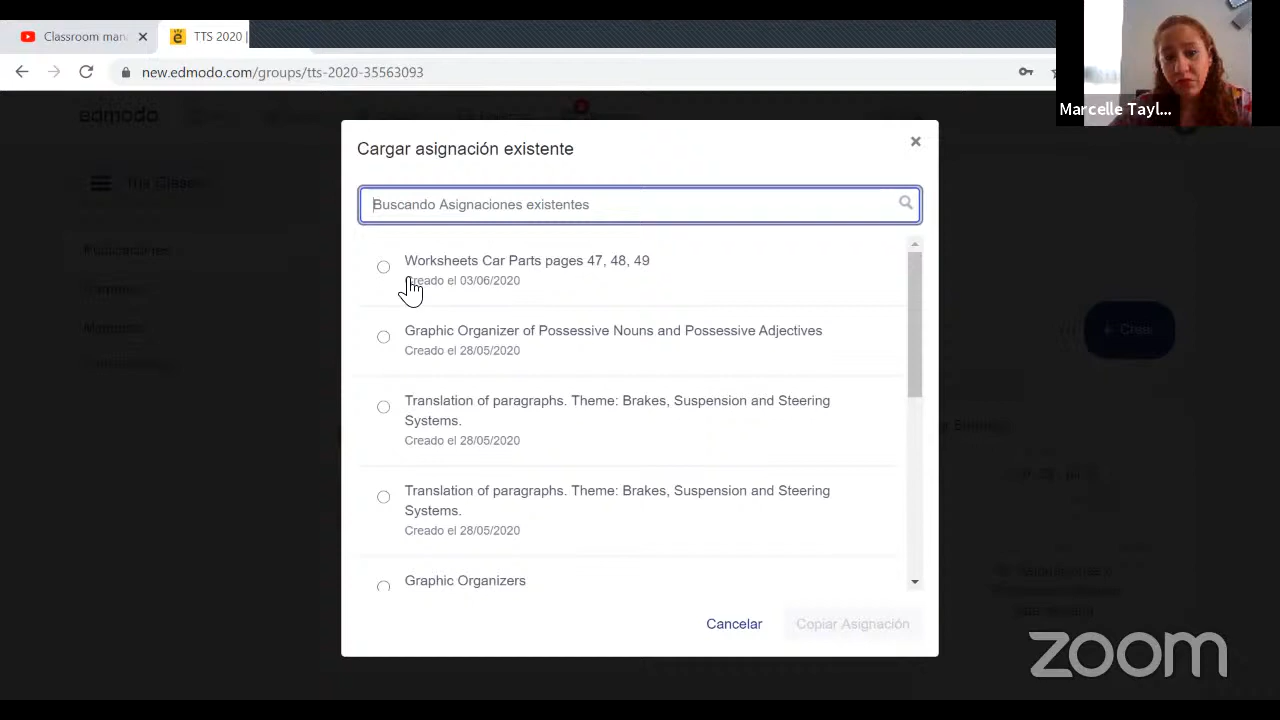 Classroom man
TTS 2020 |
new.edmodo.com/groups/tts-2020-35563093
Marcelle Tayl...
edmodo
Cargar asignación existente
Buscando Asignaciones existentes
Worksheets Car Parts pages 47, 48, 49
Creado el 03/06/2020
Graphic Organizer of Possessive Nouns and Possessive Adjectives
Creado el 28/05/2020
Translation of paragraphs. Theme: Brakes, Suspension and Steering
Systems.
Creado el 28/05/2020
Translation of paragraphs. Theme: Brakes, Suspension and Steering
Systems.
Creado el 28/05/2020
Graphic Organizers
Cancelar
Copiar Asignación
Publicaciones
+ Crear
zoom